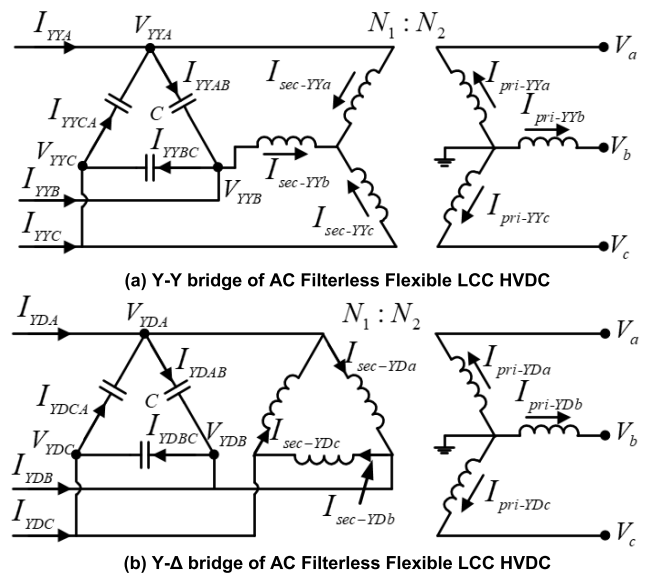 I_YYA V_YYA N_1 : N_2 V_a
I_YYAB I_sec-YYa I_pri-YYa
I_YYCA C I_pri-YYb
V_YYC I_YYBC V_b
I_YYB V_YYB I_sec-YYb I_sec-YYc I_pri-YYc
I_YYC V_c
(a) Y-Y bridge of AC Filterless Flexible LCC HVDC
I_YDA V_YDA N_1 : N_2 V_a
I_YDAB I_sec-YDa I_pri-YDa
I_YDCA C I_pri-YDb
V_YDC I_YDBC V_YDB I_sec-YDc V_b
I_YDB I_sec-YDb I_pri-YDc
I_YDC V_c
(b) Y-Δ bridge of AC Filterless Flexible LCC HVDC